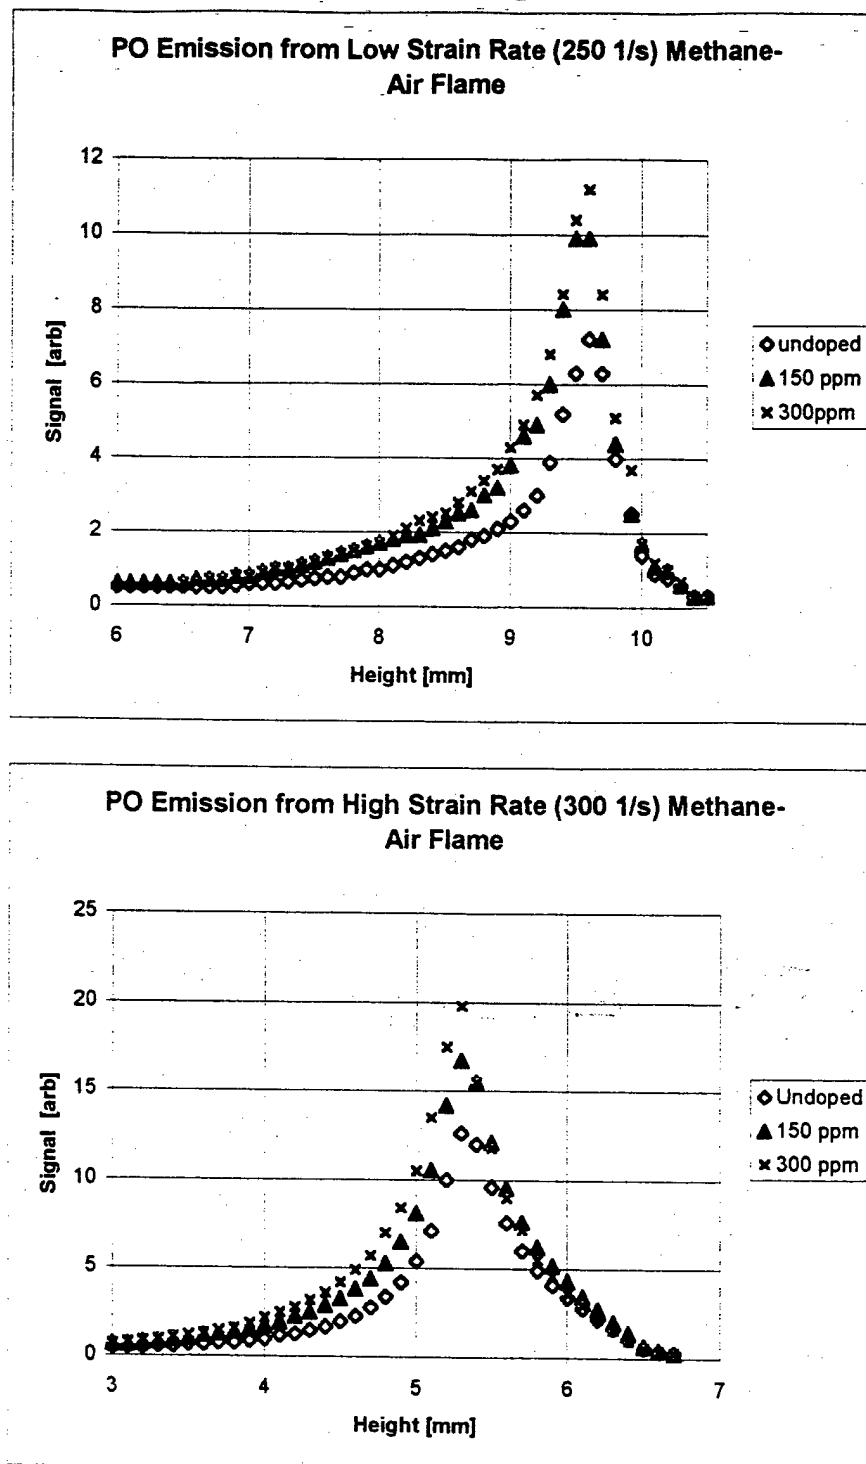 PO Emission from Low Strain Rate (250 1/s) Methane-
Air Flame
12
10
8
6
4
2
0
Signal [arb]
6 7 8 9 10
Height [mm]
undoped
150 ppm
300ppm
PO Emission from High Strain Rate (300 1/s) Methane-
Air Flame
25
20
15
10
5
0
Signal [arb]
3 4 5 6 7
Height [mm]
Undoped
150 ppm
300 ppm